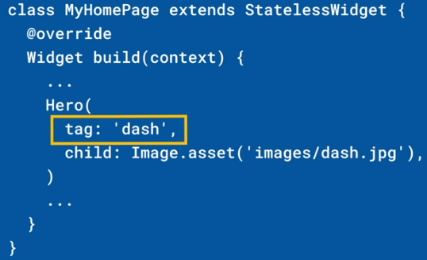 class MyHomePage extends StatelessWidget {
  @override
  Widget build(context) {
    ...
    Hero(
      tag: 'dash',
      child: Image.asset('images/dash.jpg'),
    )
    ...
  }
}